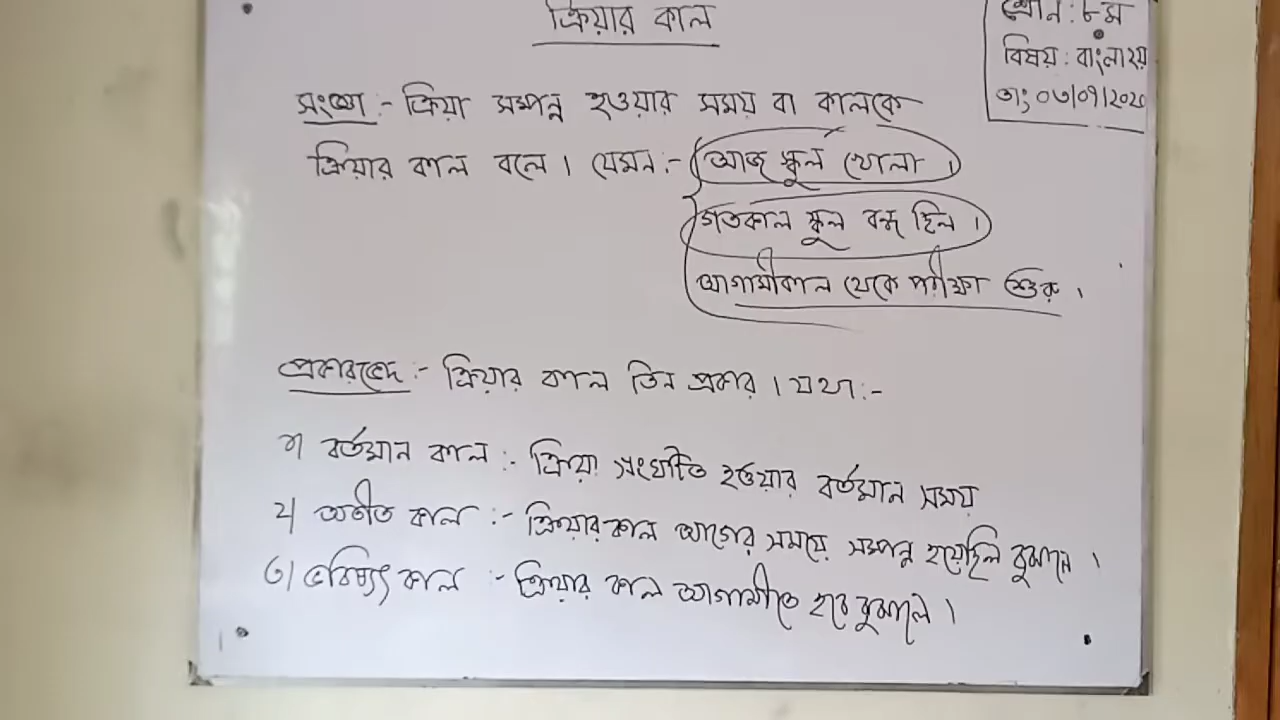 ক্রিয়ার কাল
শ্রেণি : ৮ম
বিষয় : বাংলা ২য়
তাং ০৩/০৭/২০২০
সংজ্ঞা :- ক্রিয়া সম্পন্ন হওয়ার সময় বা কালকে
ক্রিয়ার কাল বলে । যেমন :- আজ স্কুল খোলা ।
গতকাল স্কুল বন্ধ ছিল ।
আগামীকাল থেকে পরীক্ষা শুরু ।
প্রকারভেদ :- ক্রিয়ার কাল তিন প্রকার । যথা :-
১। বর্তমান কাল :- ক্রিয়া সংঘটিত হওয়ার বর্তমান সময়
২। অতীত কাল :- ক্রিয়ার কাল আগের সময়ে সম্পন্ন হয়েছিল বুঝালে ।
৩। ভবিষ্যৎ কাল :- ক্রিয়ার কাল আগামীতে হবে বুঝালে ।